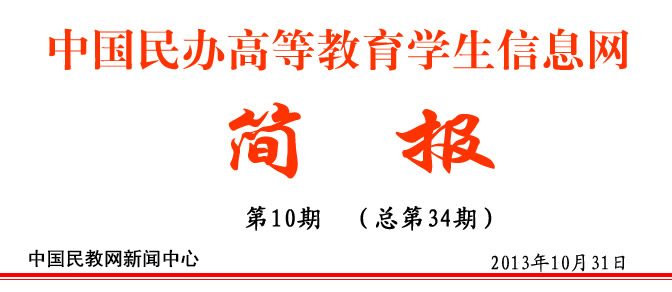 中国民办高等教育学生信息网
简 报
第10期 （总第34期）
中国民教网新闻中心 2013年10月31日